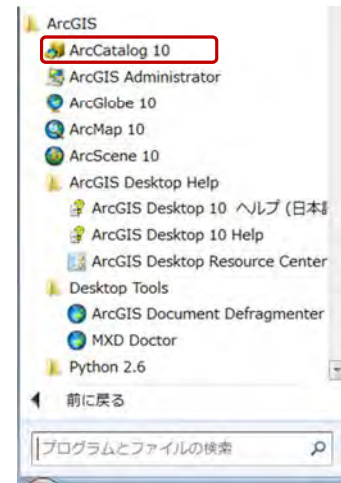 ArcGIS
ArcCatalog 10
ArcGIS Administrator
ArcGlobe 10
ArcMap 10
ArcScene 10
ArcGIS Desktop Help
ArcGIS Desktop 10 ヘルプ (日本
ArcGIS Desktop 10 Help
ArcGIS Desktop Resource Center
Desktop Tools
ArcGIS Document Defragmenter
MXD Doctor
Python 2.6
前に戻る
プログラムとファイルの検索